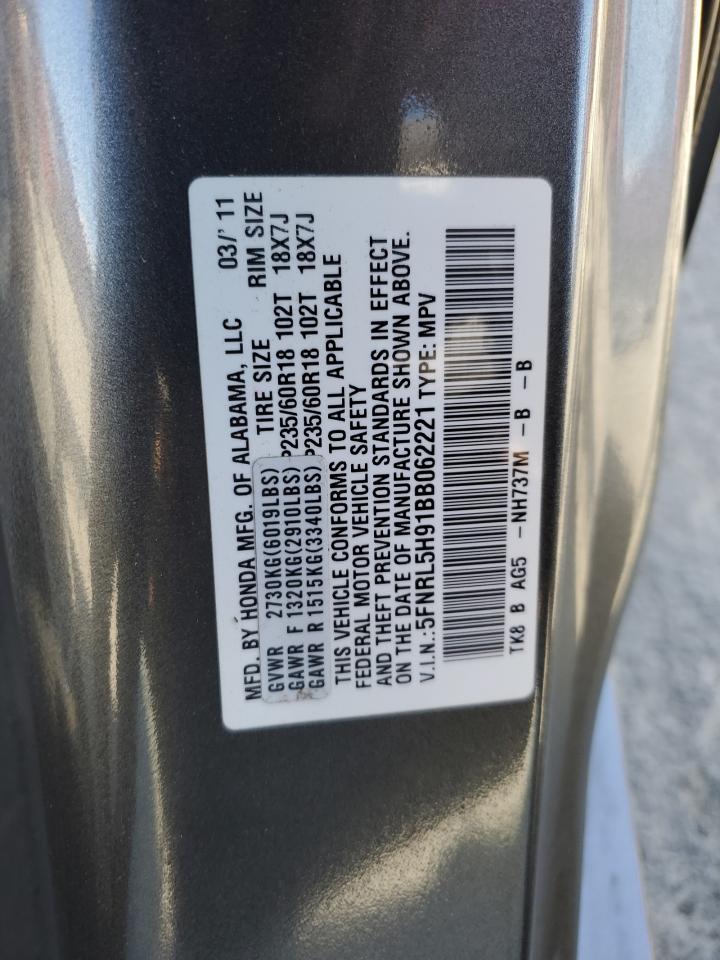 MFD. BY HONDA MFG. OF ALABAMA, LLC 03/'11
TIRE SIZE RIM SIZE
GVWR 2730KG(6019LBS)
GAWR F 1320KG(2910LBS) P235/60R18 102T 18X7J
GAWR R 1515KG(3340LBS) P235/60R18 102T 18X7J
THIS VEHICLE CONFORMS TO ALL APPLICABLE
FEDERAL MOTOR VEHICLE SAFETY
AND THEFT PREVENTION STANDARDS IN EFFECT
ON THE DATE OF MANUFACTURE SHOWN ABOVE.
V.I.N.:5FNRL5H91BB062221 TYPE: MPV
TK8 B AG5 -NH737M -B -B